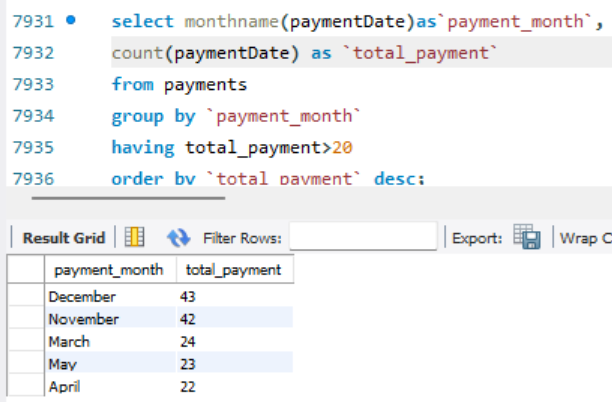 7931 select monthname(paymentDate)as`payment_month`,
7932 count(paymentDate) as `total_payment`
7933 from payments
7934 group by `payment_month`
7935 having total_payment>20
7936 order by `total_payment` desc;
Result Grid Filter Rows: Export: Wrap C
payment_month total_payment
December 43
November 42
March 24
May 23
April 22